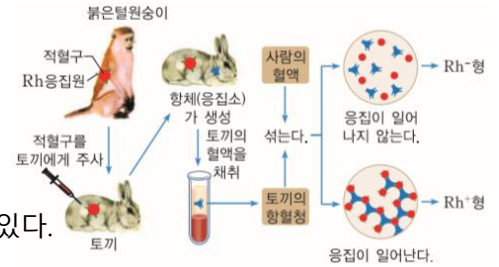 붉은털원숭이
적혈구
Rh응집원
적혈구를
토끼에게 주사
토끼
항체(응집소)
가 생성
토끼의
혈액을
채취
사람의
혈액
섞는다.
토끼의
항혈청
응집이 일어
나지 않는다.
Rh⁻형
응집이 일어난다.
Rh⁺형
있다.